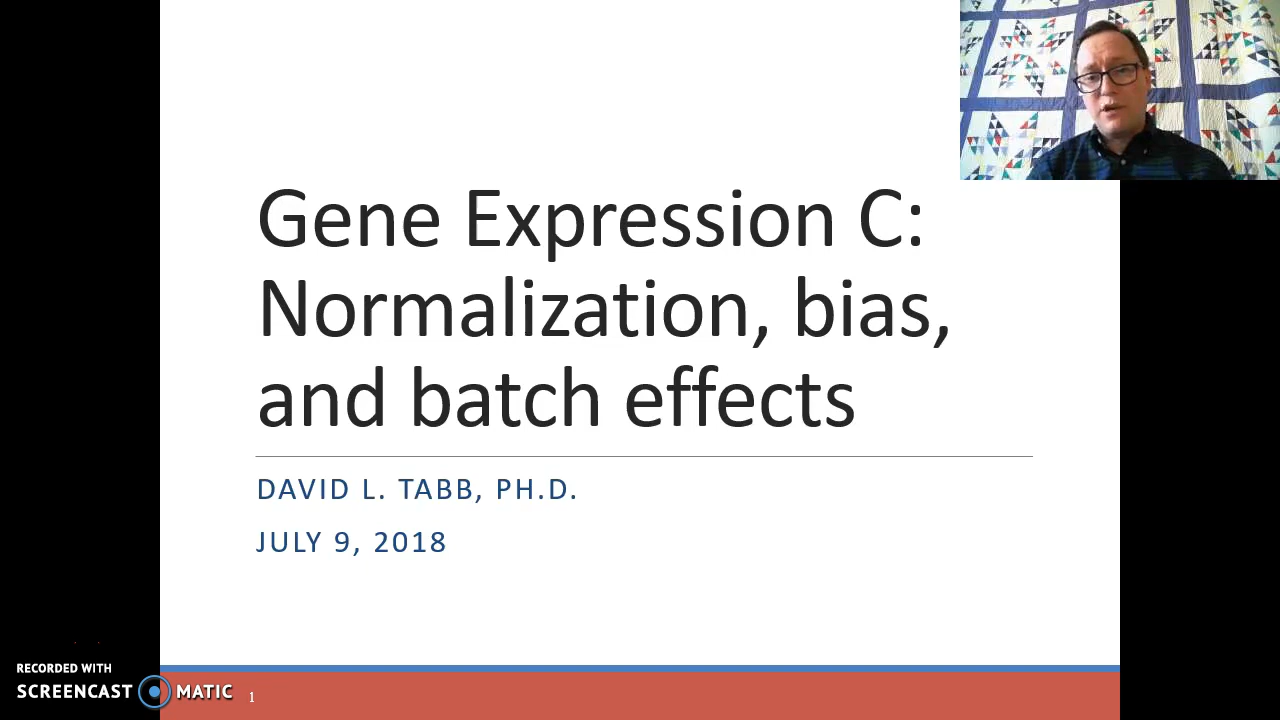 Gene Expression C:
Normalization, bias,
and batch effects
DAVID L. TABB, PH.D.
JULY 9, 2018
RECORDED WITH
SCREENCAST MATIC
1